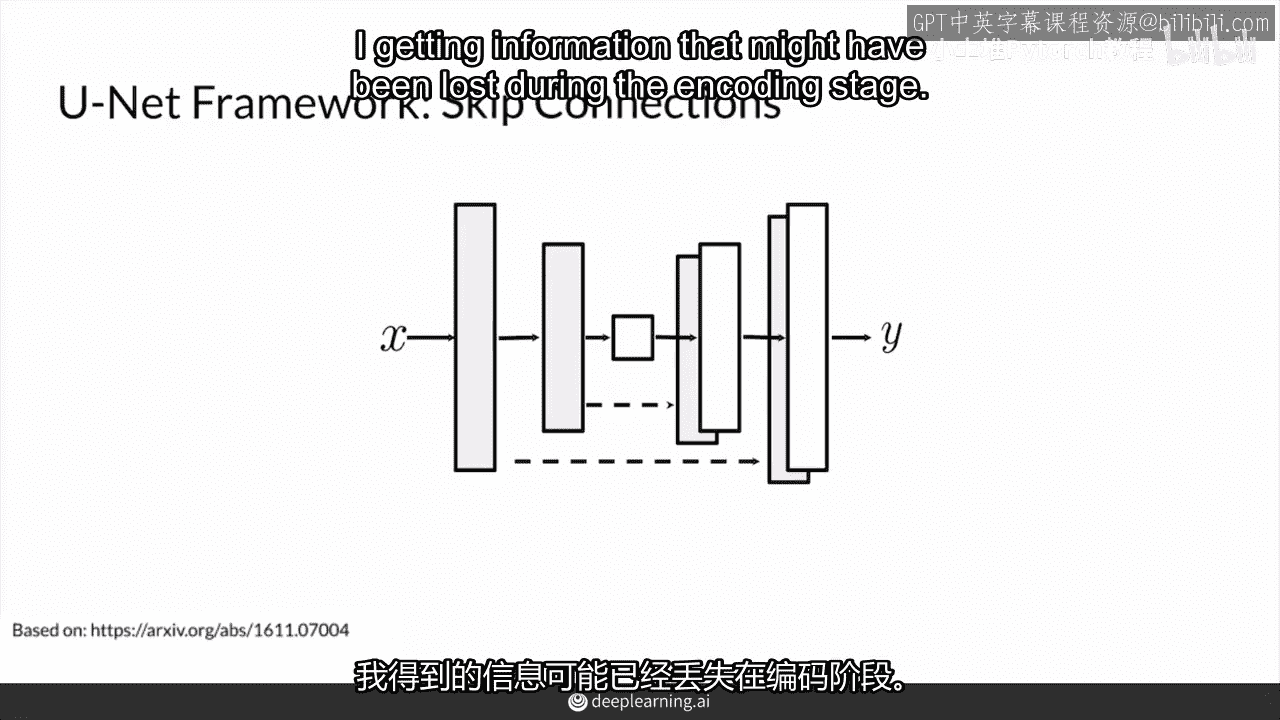 GPT中英字幕课程资源@bilibili.com
I getting information that might have
been lost during the encoding stage.
bilibili
U-Net Framework: Skip Connections
x
y
Based on: https://arxiv.org/abs/1611.07004
我得到的信息可能已经丢失在编码阶段。
deeplearning.ai